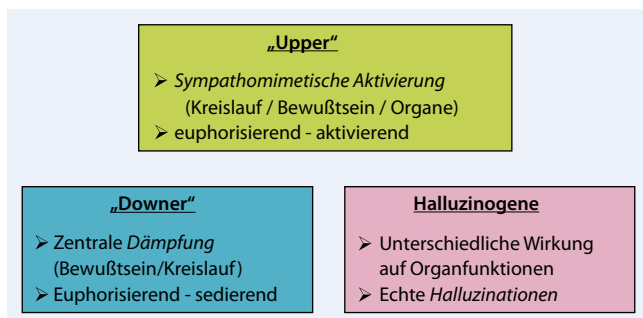 „Upper“
➢ Sympathomimetische Aktivierung
(Kreislauf / Bewußtsein / Organe)
➢ euphorisierend - aktivierend
„Downer“
➢ Zentrale Dämpfung
(Bewußtsein/Kreislauf)
➢ Euphorisierend - sedierend
Halluzinogene
➢ Unterschiedliche Wirkung
auf Organfunktionen
➢ Echte Halluzinationen